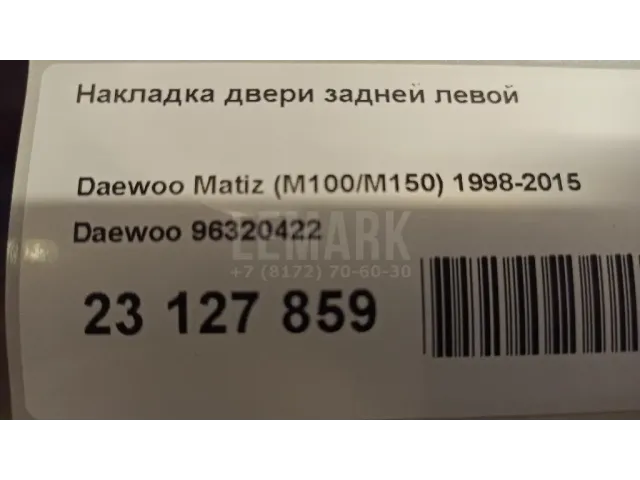 Накладка двери задней левой
Daewoo Matiz (M100/M150) 1998-2015
Daewoo 96320422
LEMARK
+7 (8172) 70-60-30
23 127 859